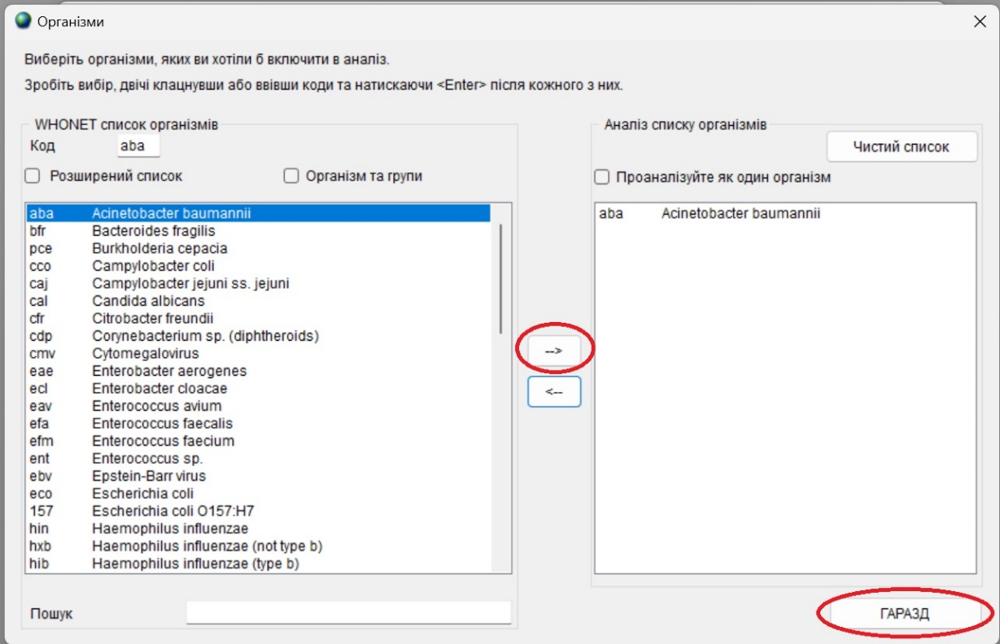 Організми
Виберіть організми, яких ви хотіли б включити в аналіз.
Зробіть вибір, двічі клацнувши або ввівши коди та натискаючи <Enter> після кожного з них.
WHONET список організмів
Код aba
Розширений список Організм та групи
aba Acinetobacter baumannii
bfr Bacteroides fragilis
pce Burkholderia cepacia
cco Campylobacter coli
caj Campylobacter jejuni ss. jejuni
cal Candida albicans
cfr Citrobacter freundii
cdp Corynebacterium sp. (diphtheroids)
cmv Cytomegalovirus
eae Enterobacter aerogenes
ecl Enterobacter cloacae
eav Enterococcus avium
efa Enterococcus faecalis
efm Enterococcus faecium
ent Enterococcus sp.
ebv Epstein-Barr virus
eco Escherichia coli
157 Escherichia coli O157:H7
hin Haemophilus influenzae
hxb Haemophilus influenzae (not type b)
hib Haemophilus influenzae (type b)
Пошук
-->
<--
Аналіз списку організмів
Чистий список
Проаналізуйте як один організм
aba Acinetobacter baumannii
ГАРАЗД